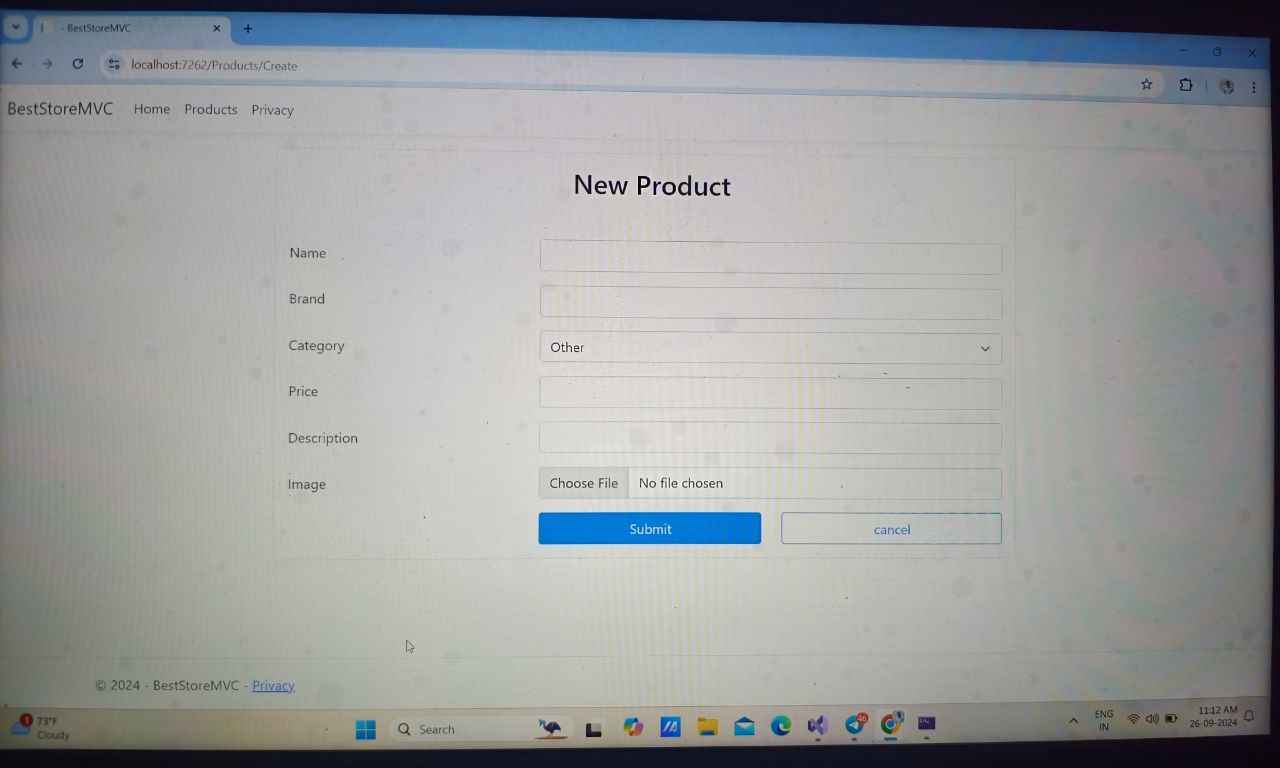 - BestStoreMVC
localhost:7262/Products/Create
BestStoreMVC Home Products Privacy
New Product
Name
Brand
Category Other
Price
Description
Image Choose File No file chosen
Submit cancel
© 2024 - BestStoreMVC - Privacy
1 73°F
Cloudy
Search
46
ENG
IN
11:12 AM
26-09-2024